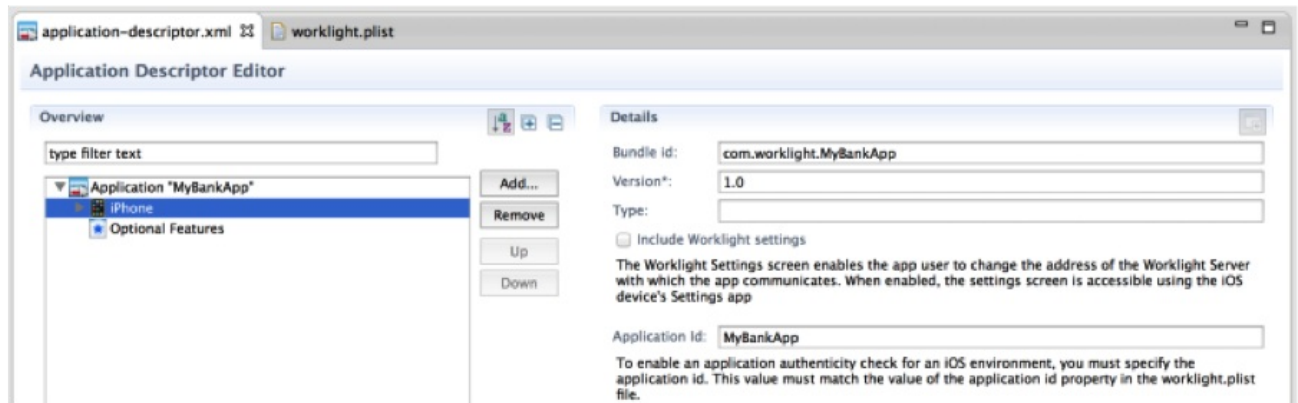 application-descriptor.xml
worklight.plist
Application Descriptor Editor
Overview
type filter text
Application "MyBankApp"
iPhone
Optional Features
Add...
Remove
Up
Down
Details
Bundle id:
com.worklight.MyBankApp
Version*:
1.0
Type:
Include Worklight settings
The Worklight Settings screen enables the app user to change the address of the Worklight Server
with which the app communicates. When enabled, the settings screen is accessible using the iOS
device's Settings app
Application Id:
MyBankApp
To enable an application authenticity check for an iOS environment, you must specify the
application id. This value must match the value of the application id property in the worklight.plist
file.